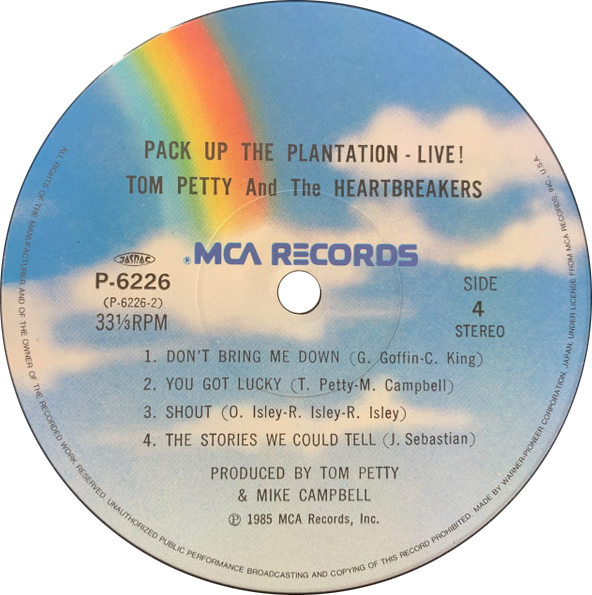 PACK UP THE PLANTATION - LIVE!
TOM PETTY And The HEARTBREAKERS
® MCA RECORDS
JASRAC
P-6226
(P-6226-2)
33⅓RPM
SIDE
4
STEREO
1. DON'T BRING ME DOWN (G. Goffin-C. King)
2. YOU GOT LUCKY (T. Petty-M. Campbell)
3. SHOUT (O. Isley-R. Isley-R. Isley)
4. THE STORIES WE COULD TELL (J. Sebastian)
PRODUCED BY TOM PETTY
& MIKE CAMPBELL
℗ 1985 MCA Records, Inc.
ALL RIGHTS OF THE MANUFACTURER AND OF THE OWNER OF THE RECORDED WORK RESERVED. UNAUTHORIZED PUBLIC PERFORMANCE BROADCASTING AND COPYING OF THIS RECORD PROHIBITED. MADE BY WARNER-PIONEER CORPORATION, JAPAN, UNDER LICENSE FROM MCA RECORDS INC., U.S.A